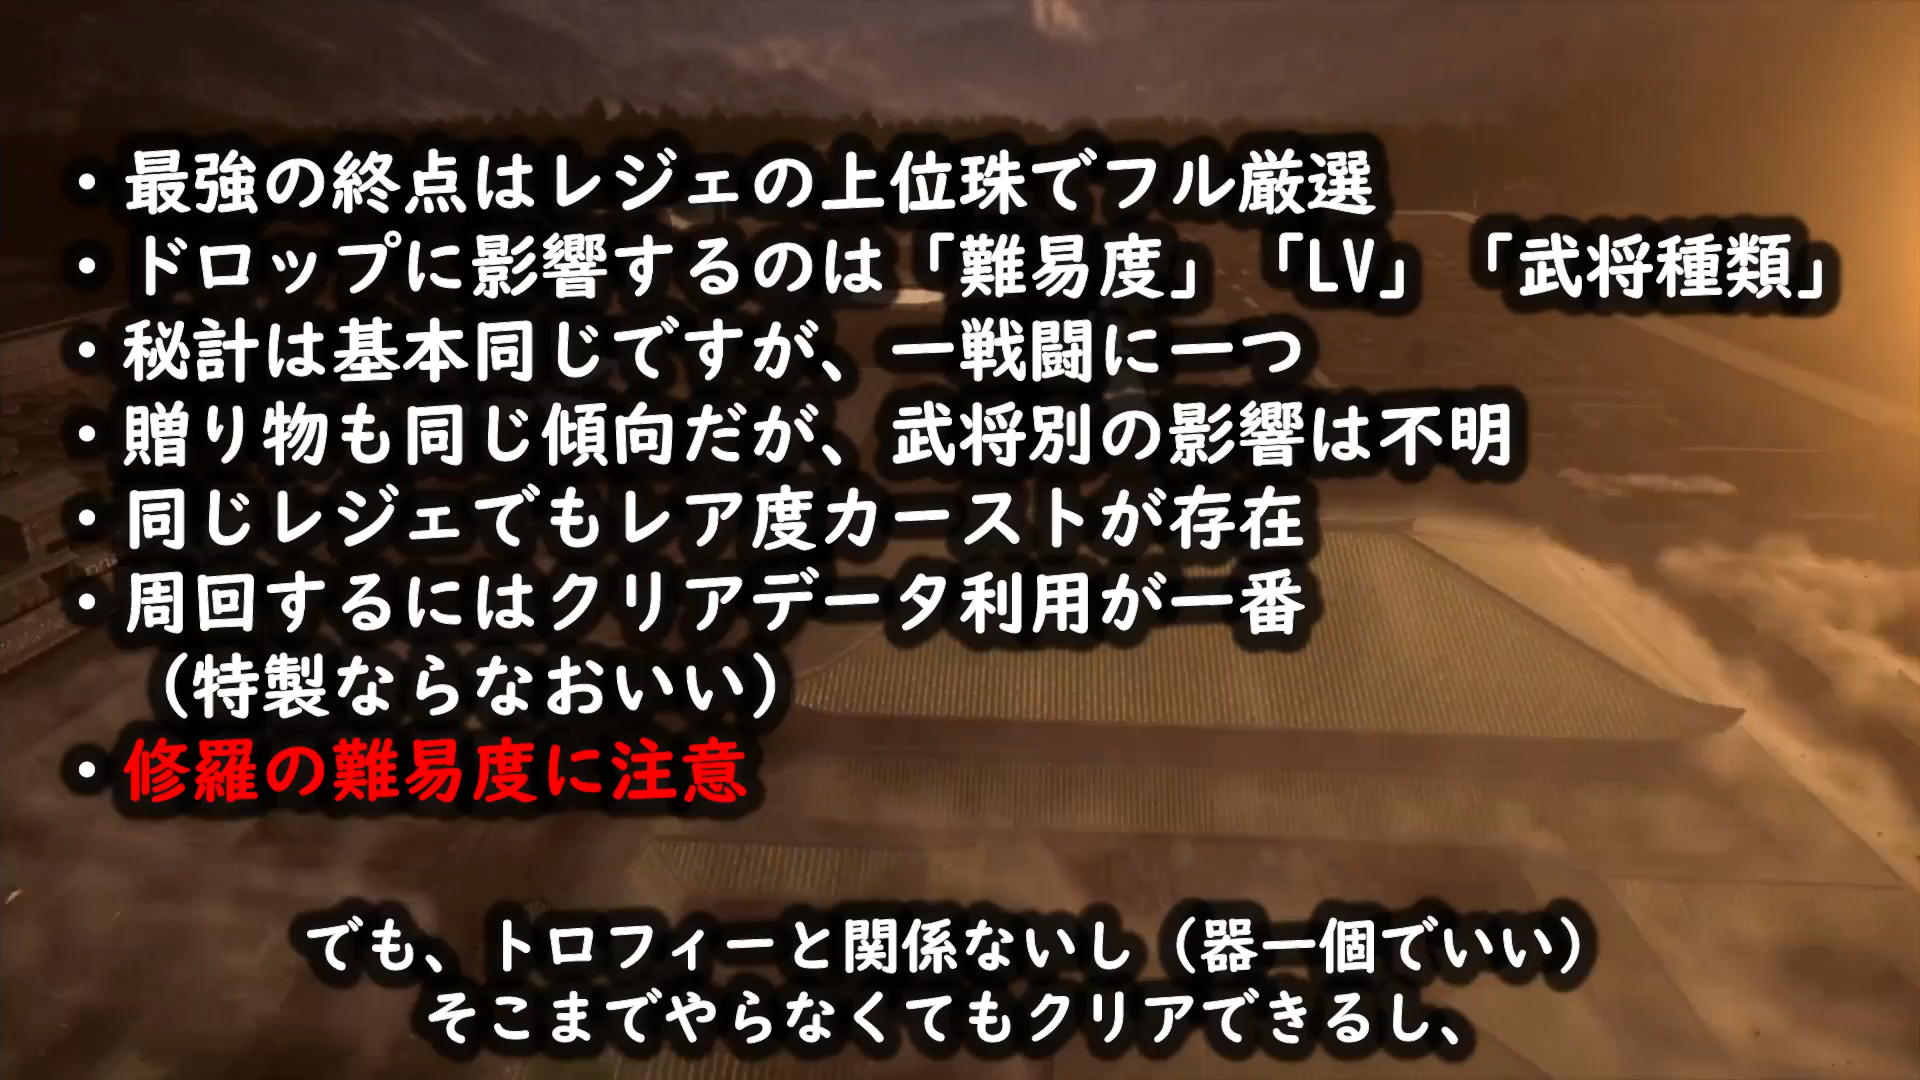 ・最強の終点はレジェの上位珠でフル厳選
・ドロップに影響するのは「難易度」「LV」「武将種類」
・秘計は基本同じですが、一戦闘に一つ
・贈り物も同じ傾向だが、武将別の影響は不明
・同じレジェでもレア度カーストが存在
・周回するにはクリアデータ利用が一番
（特製ならなおいい）
・修羅の難易度に注意
でも、トロフィーと関係ないし（器一個でいい）
そこまでやらなくてもクリアできるし、